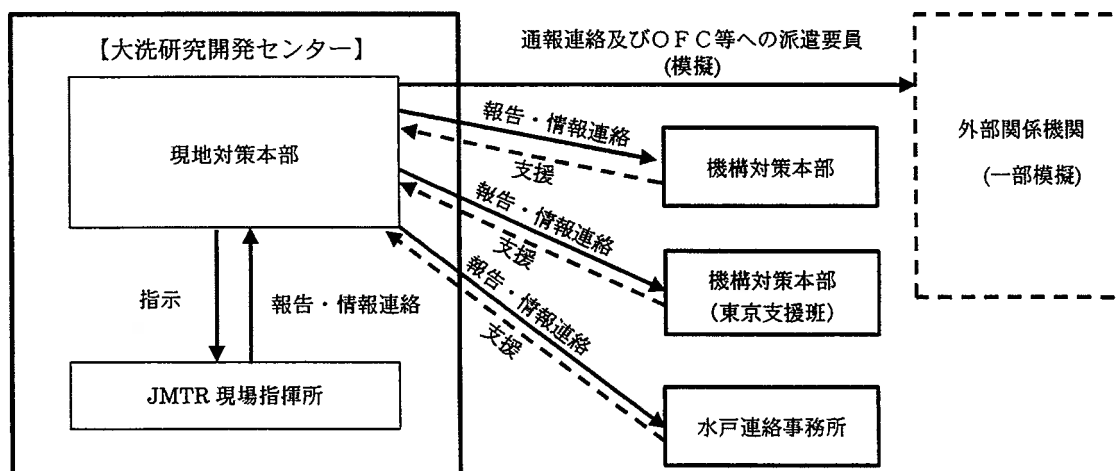 【大洗研究開発センター】
現地対策本部
指示
報告・情報連絡
JMTR 現場指揮所
通報連絡及びＯＦＣ等への派遣要員
(模擬)
報告・情報連絡
支援
報告・情報連絡
支援
報告・情報連絡
支援
機構対策本部
機構対策本部
（東京支援班）
水戸連絡事務所
外部関係機関
(一部模擬)